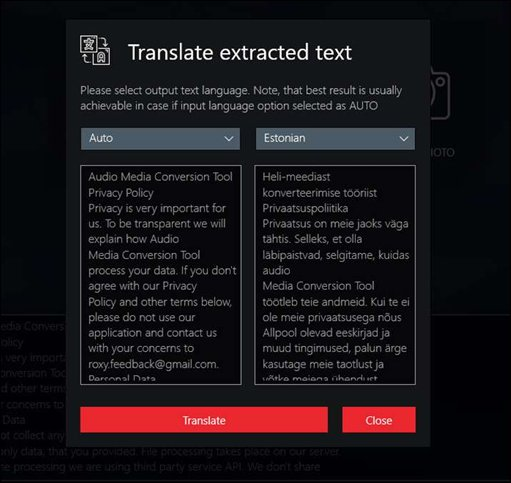 Translate extracted text
Please select output text language. Note, that best result is usually
achievable in case if input language option selected as AUTO
Auto
Estonian
Audio Media Conversion Tool
Privacy Policy
Privacy is very important for
us. To be transparent we will
explain how Audio
Media Conversion Tool
process your data. If you don't
agree with our Privacy
Policy and other terms below,
please do not use our
application and contact us
with your concerns to
roxy.feedback@gmail.com.
Personal Data
Heli-meediast
konverteerimise tööriist
Privaatsuspoliitika
Privaatsus on meie jaoks väga
tähtis. Selleks, et olla
läbipaistvad, selgitame, kuidas
audio
Media Conversion Tool
töötleb teie andmeid. Kui te ei
ole meie privaatsusega nõus
Allpool olevad eeskirjad ja
muud tingimused, palun ärge
kasutage meie taotlust ja
võtke meiega ühendust
Translate
Close
OTO
edia Convers
olicy
very importa
nversion Too
d other terms
r concerns to
Data
ot collect any
only data, that you provided. File processing takes place on our server.
he processing we are using third party service API. We don't share